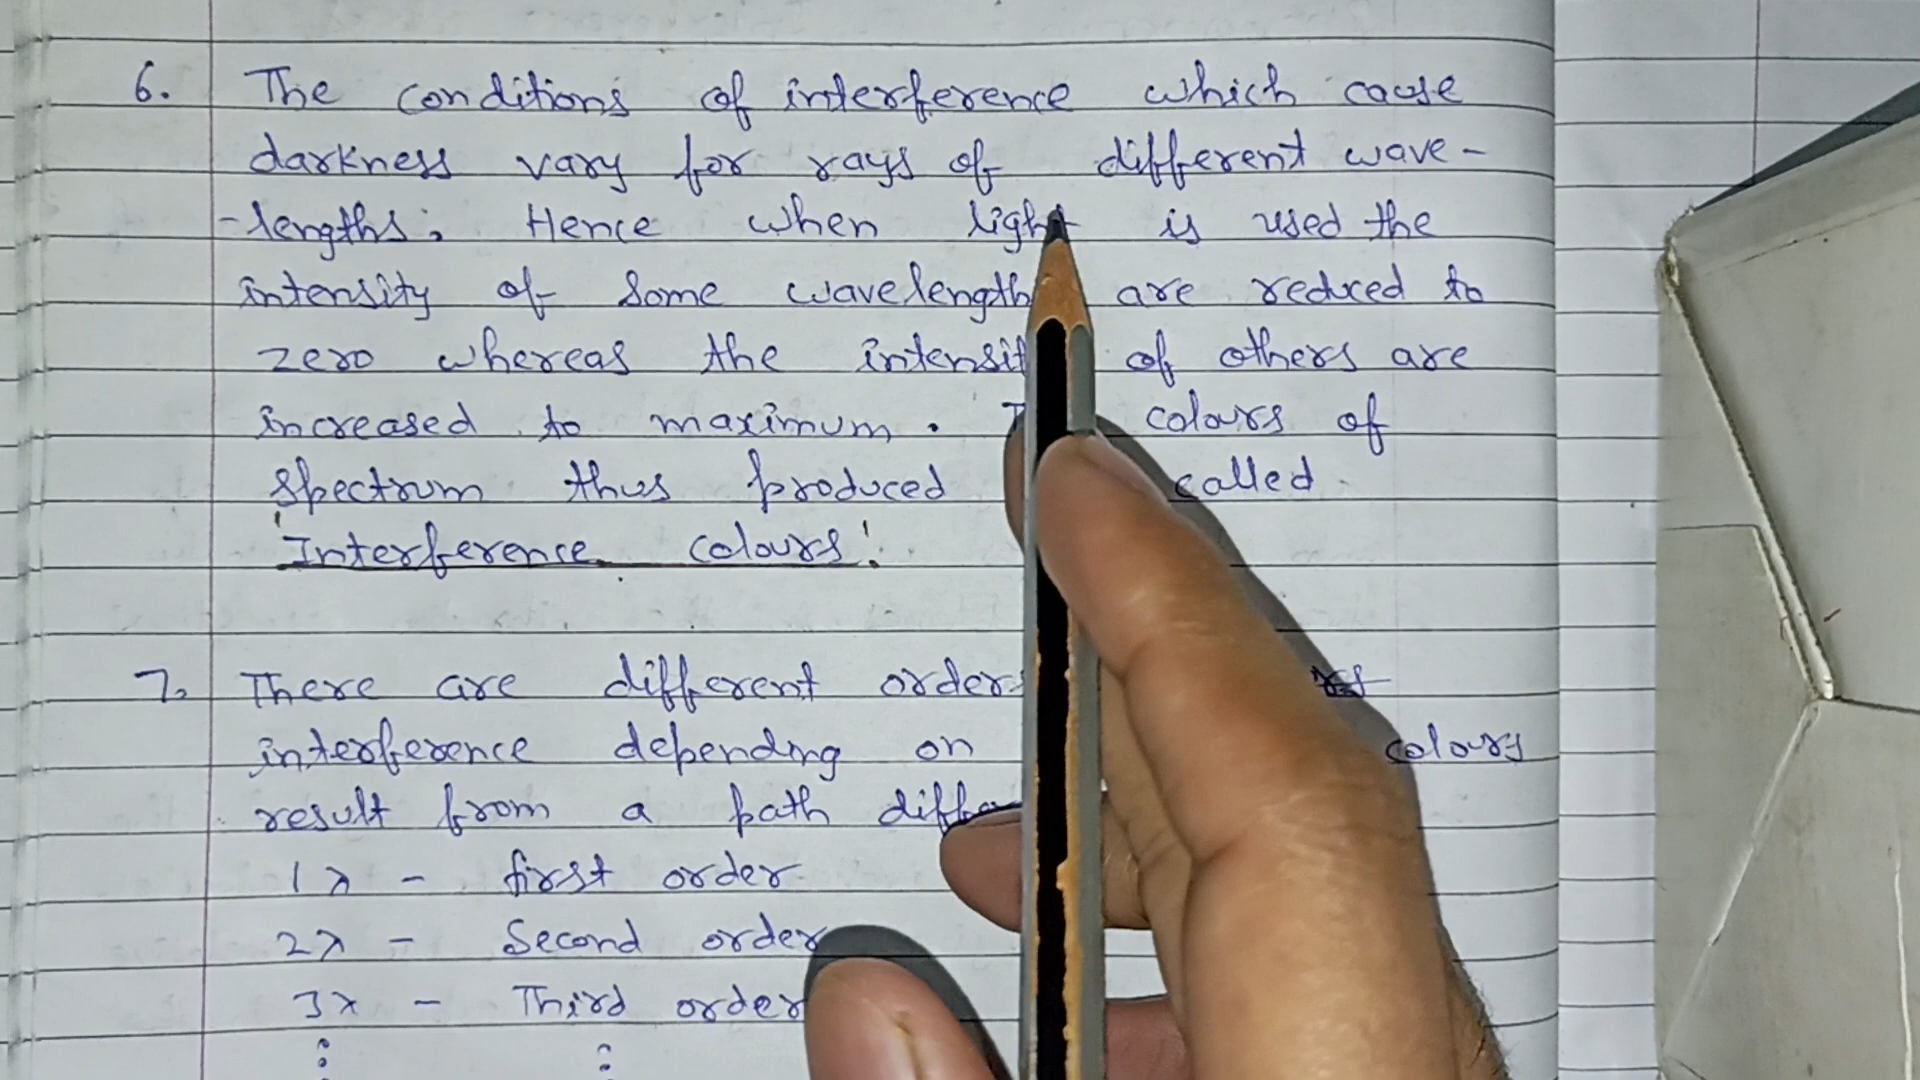 6. The conditions of interference which cause
darkness vary for rays of different wave-
-lengths. Hence when light is used the
intensity of some wavelength are reduced to
zero whereas the of others are
increased to maximum. colours of
spectrum thus produced called
'Interference colours'.
7. There are different
interference depending on colours
result from a path
1λ - first order
2λ - Second order
3λ - Third order